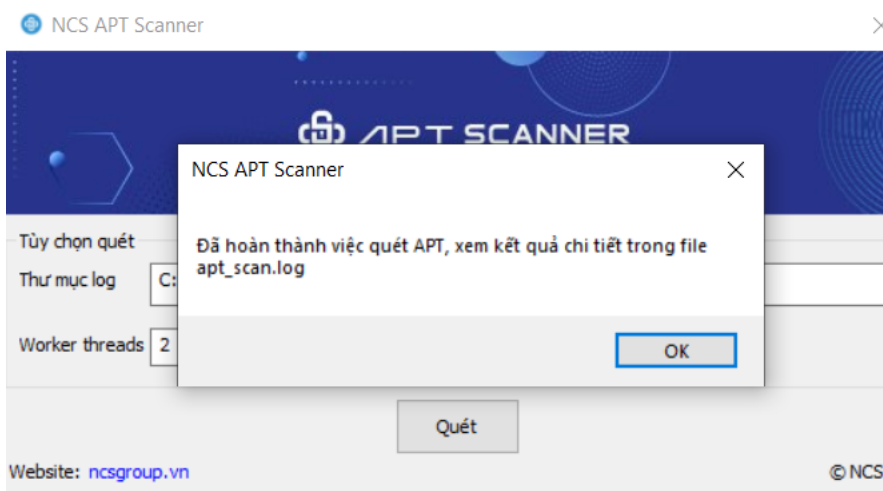 NCS APT Scanner
APT SCANNER
NCS APT Scanner
Đã hoàn thành việc quét APT, xem kết quả chi tiết trong file
apt_scan.log
OK
Tùy chọn quét
Thư mục log
C:
Worker threads
2
Quét
Website: ncsgroup.vn
© NCS